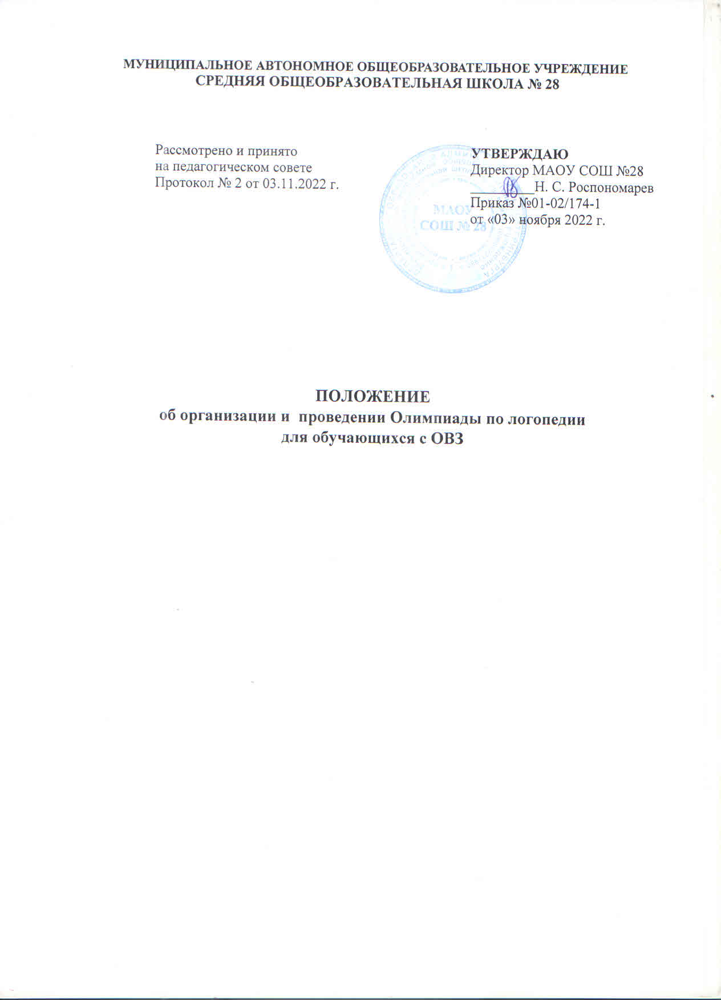 МУНИЦИПАЛЬНОЕ АВТОНОМНОЕ ОБЩЕОБРАЗОВАТЕЛЬНОЕ УЧРЕЖДЕНИЕ
СРЕДНЯЯ ОБЩЕОБРАЗОВАТЕЛЬНАЯ ШКОЛА № 28
Рассмотрено и принято
на педагогическом совете
Протокол № 2 от 03.11.2022 г.
УТВЕРЖДАЮ
Директор МАОУ СОШ №28
Н. С. Роспономарев
Приказ №01-02/174-1
от «03» ноября 2022 г.
МАОУ
СОШ № 28
ПОЛОЖЕНИЕ
об организации и  проведении Олимпиады по логопедии
для обучающихся с ОВЗ